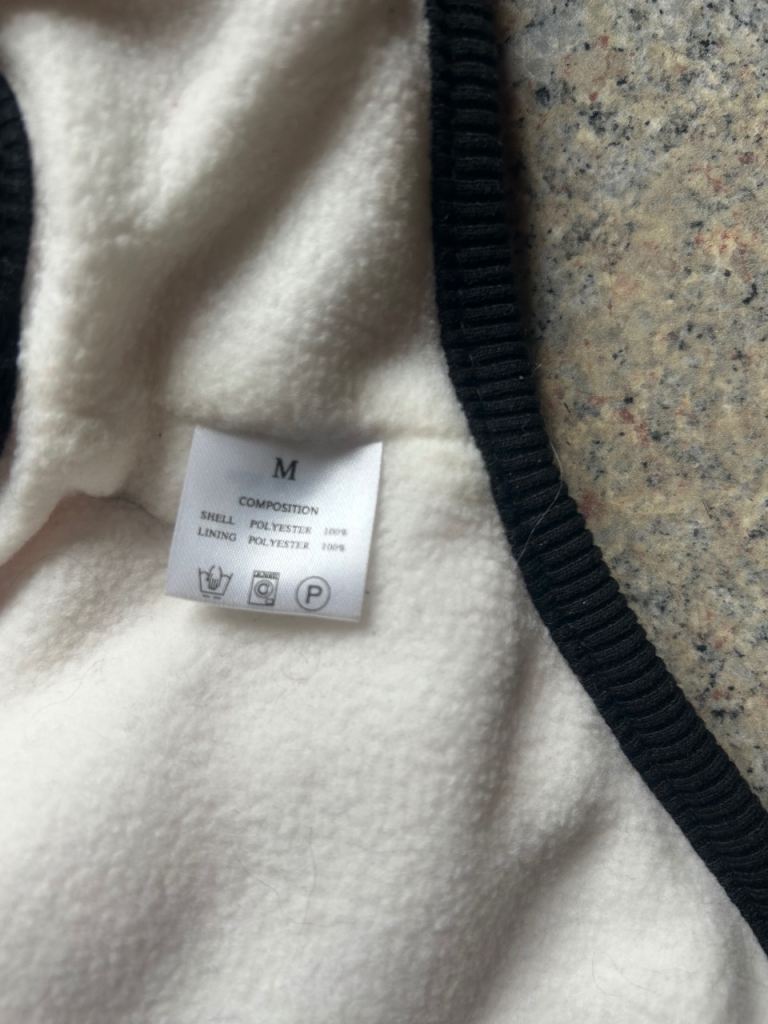 M
COMPOSITION
SHELL POLYESTER 100%
LINING POLYESTER 100%
P